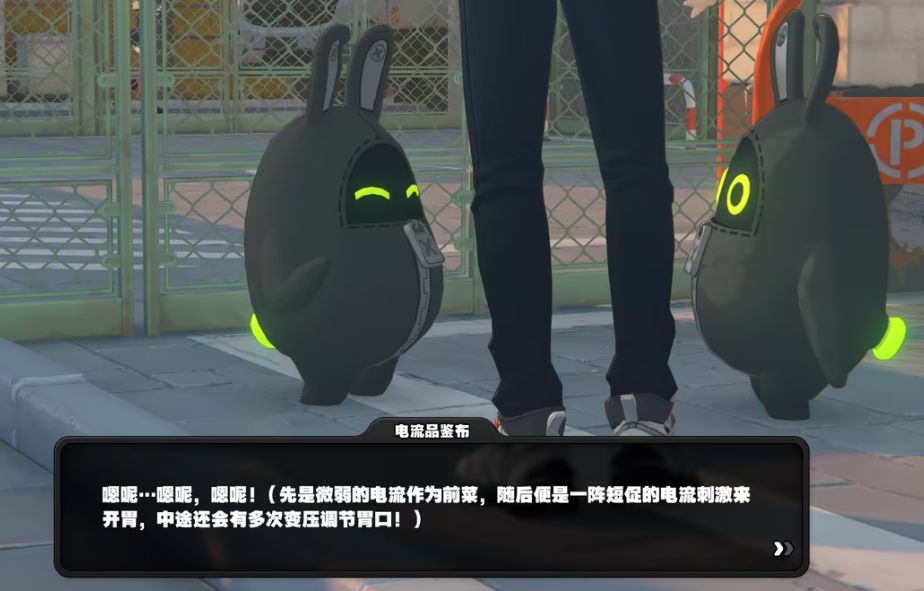 P
电流品鉴布
嗯呢…嗯呢，嗯呢！（先是微弱的电流作为前菜，随后便是一阵短促的电流刺激来
开胃，中途还会有多次变压调节胃口！）